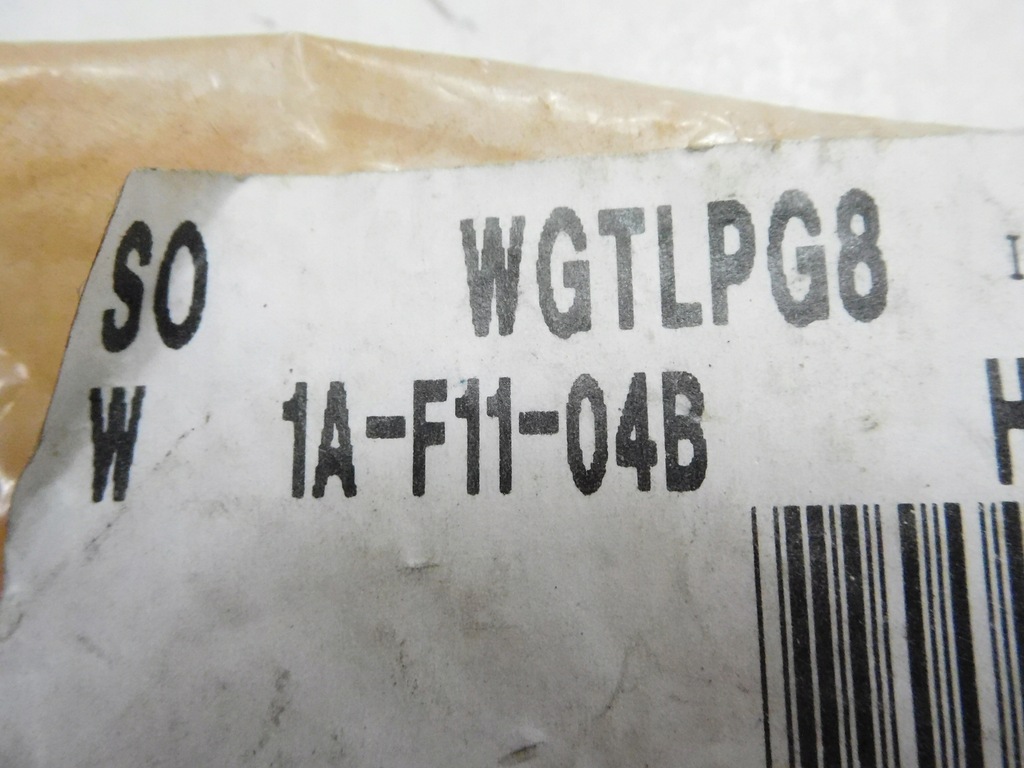 SO WGTLPG8
W 1A-F11-04B